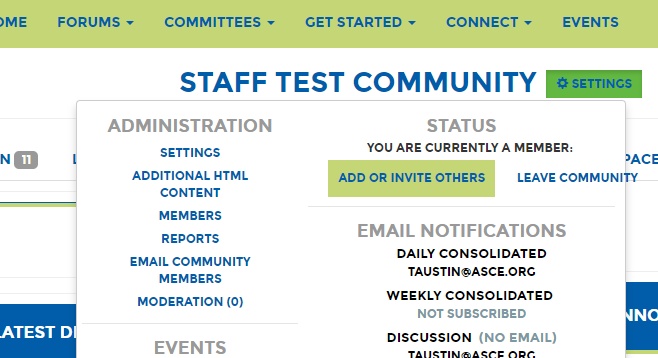 OME FORUMS COMMITTEES GET STARTED CONNECT EVENTS
STAFF TEST COMMUNITY SETTINGS
N 11 L
PACE
ADMINISTRATION
SETTINGS
ADDITIONAL HTML
CONTENT
MEMBERS
REPORTS
EMAIL COMMUNITY
MEMBERS
MODERATION (0)
EVENTS
STATUS
YOU ARE CURRENTLY A MEMBER:
ADD OR INVITE OTHERS LEAVE COMMUNITY
EMAIL NOTIFICATIONS
DAILY CONSOLIDATED
TAUSTIN@ASCE.ORG
WEEKLY CONSOLIDATED
NOT SUBSCRIBED
DISCUSSION (NO EMAIL)
TAUSTIN@ASCE.ORG
LATEST DI
NNO